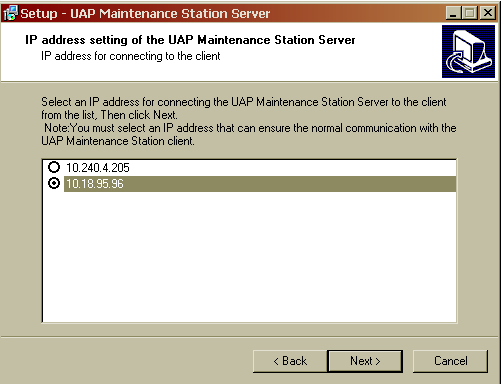 Setup - UAP Maintenance Station Server
IP address setting of the UAP Maintenance Station Server
IP address for connecting to the client
Select an IP address for connecting the UAP Maintenance Station Server to the client
from the list, Then click Next.
Note:You must select an IP address that can ensure the normal communication with the
UAP Maintenance Station client.
10.240.4.205
10.18.95.96
< Back
Next >
Cancel